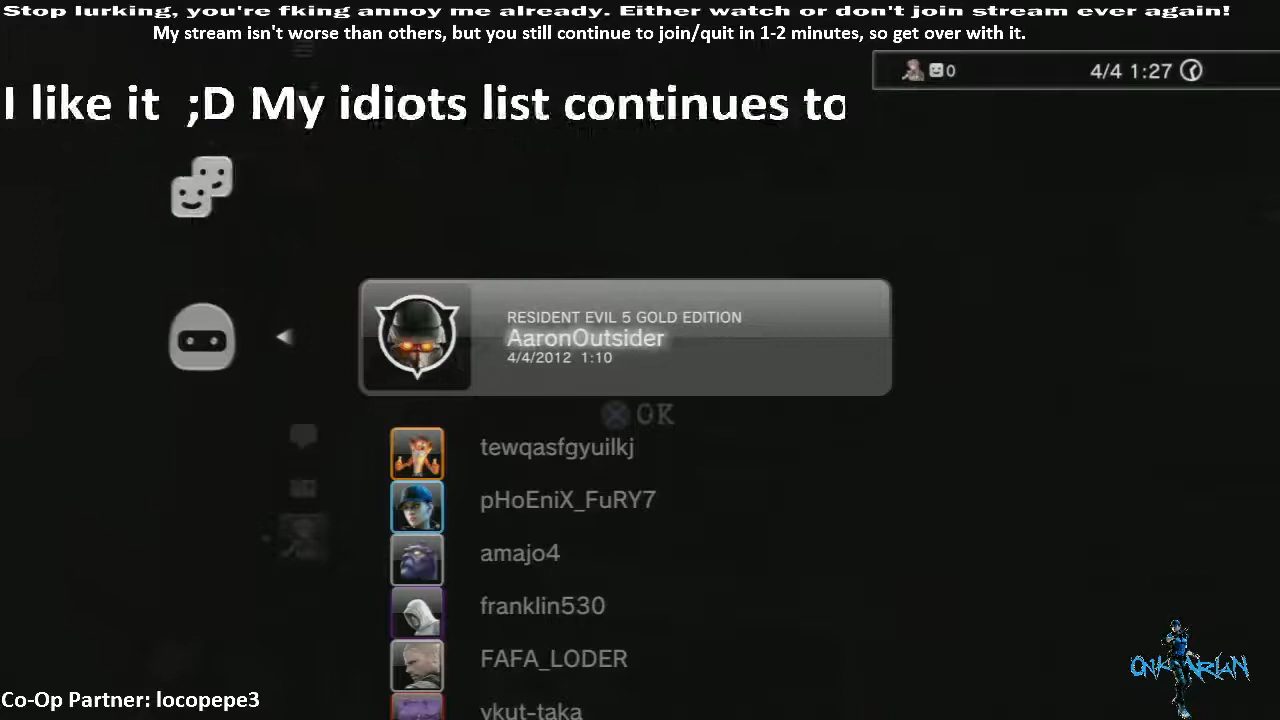 Stop lurking, you're fking annoy me already. Either watch or don't join stream ever again!
My stream isn't worse than others, but you still continue to join/quit in 1-2 minutes, so get over with it.
0 4/4 1:27
I like it ;D My idiots list continues to
RESIDENT EVIL 5 GOLD EDITION
AaronOutsider
4/4/2012 1:10
OK
tewqasfgyuilkj
pHoEniX_FuRY7
amajo4
franklin530
FAFA_LODER
ykut-taka
Co-Op Partner: locopepe3